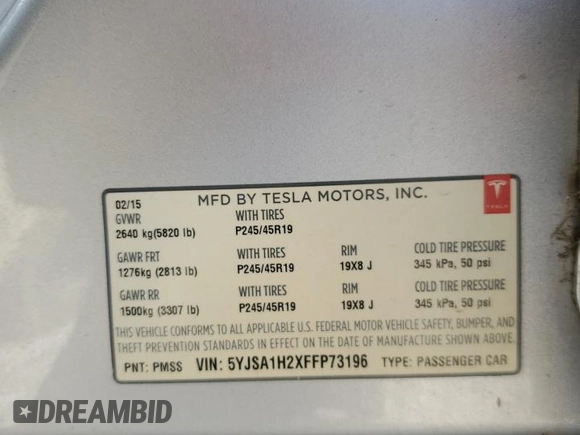 02/15 MFD BY TESLA MOTORS, INC.
GVWR WITH TIRES
2640 kg(5820 lb) P245/45R19
GAWR FRT WITH TIRES RIM COLD TIRE PRESSURE
1276kg (2813 lb) P245/45R19 19X8 J 345 kPa, 50 psi
GAWR RR WITH TIRES RIM COLD TIRE PRESSURE
1500kg (3307 lb) P245/45R19 19X8 J 345 kPa, 50 psi
THIS VEHICLE CONFORMS TO ALL APPLICABLE U.S. FEDERAL MOTOR VEHICLE SAFETY, BUMPER, AND
THEFT PREVENTION STANDARDS IN EFFECT ON THE DATE OF MANUFACTURE SHOWN ABOVE.
PNT: PMSS VIN: 5YJSA1H2XFFP73196 TYPE: PASSENGER CAR
TESLA
DREAMBID